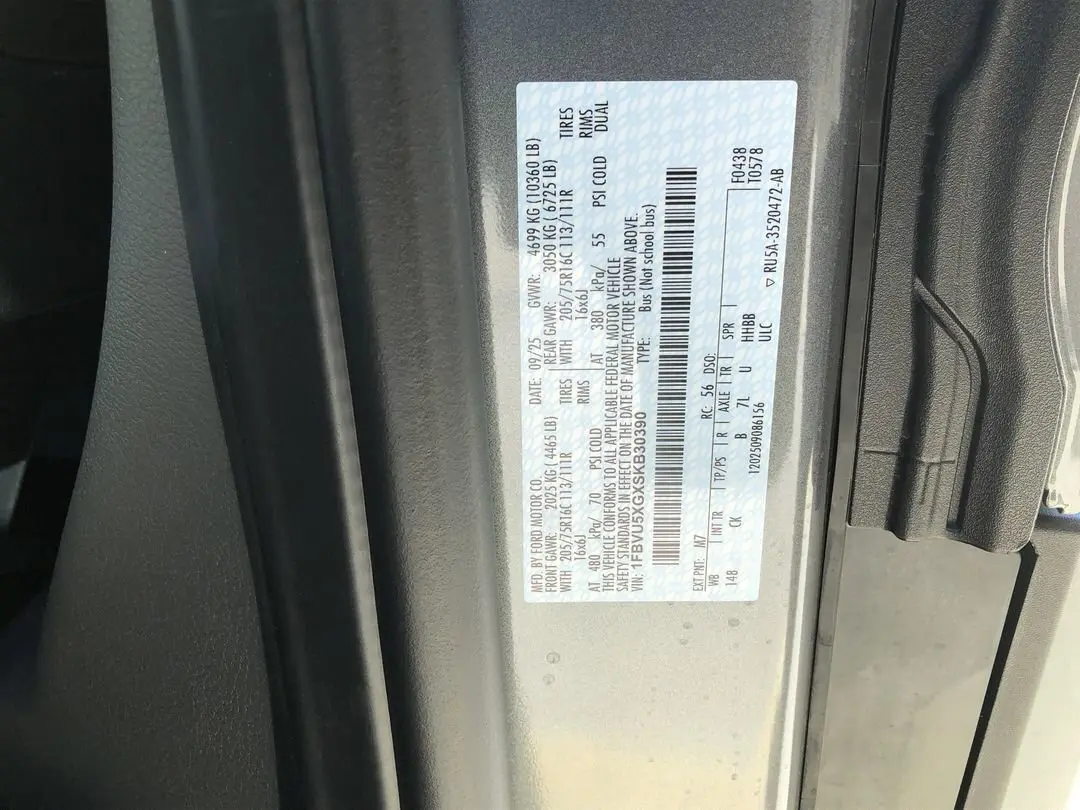 MFD. BY FORD MOTOR CO.
DATE: 09/25 GVWR: 4699 KG (10360 LB)
FRONT GAWR: 2025 KG ( 4465 LB) REAR GAWR: 3050 KG ( 6725 LB)
WITH 205/75R16C 113/111R TIRES WITH 205/75R16C 113/111R TIRES
16x6J RIMS 16x6J RIMS
AT 480 kPa/ 70 PSI COLD AT 380 kPa/ 55 PSI COLD DUAL
THIS VEHICLE CONFORMS TO ALL APPLICABLE FEDERAL MOTOR VEHICLE
SAFETY STANDARDS IN EFFECT ON THE DATE OF MANUFACTURE SHOWN ABOVE.
VIN: 1FBVU5XGXSKB30390 TYPE: Bus (Not school bus)
F0438
T0578
EXT PNT: M7 RC: 56 DSO:
WB INT TR TP/PS R AXLE TR SPR
148 CK B 7L U HHBB
ULC
1202509086156 ▽ RU5A-3520472-AB